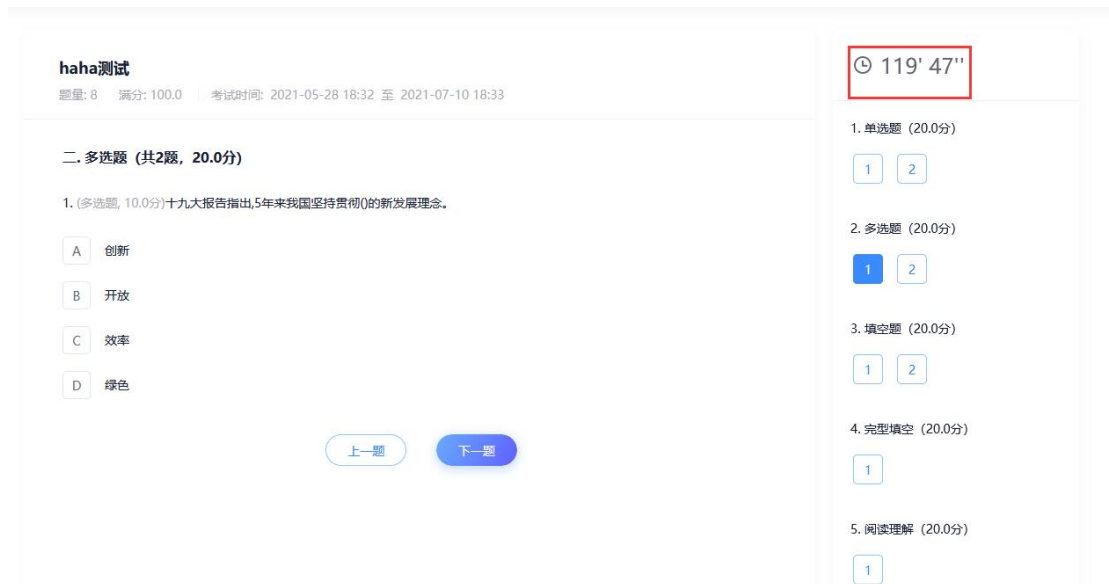 haha测试
题量: 8 满分: 100.0 考试时间: 2021-05-28 18:32 至 2021-07-10 18:33
二. 多选题（共2题，20.0分）
1. (多选题, 10.0分)十九大报告指出,5年来我国坚持贯彻()的新发展理念。
A 创新
B 开放
C 效率
D 绿色
上一题 下一题
119' 47''
1. 单选题（20.0分）
1 2
2. 多选题（20.0分）
1 2
3. 填空题（20.0分）
1 2
4. 完型填空（20.0分）
1
5. 阅读理解（20.0分）
1